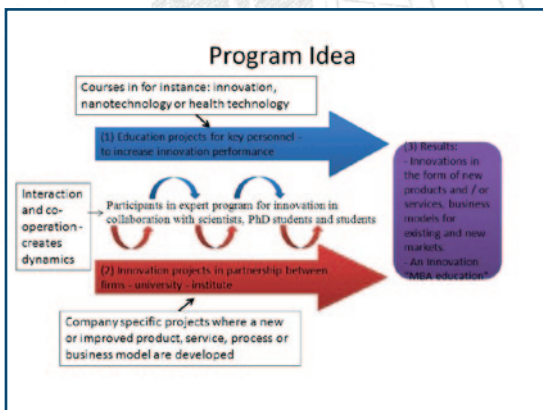 Program Idea
Courses in for instance: innovation,
nanotechnology or health technology
(1) Education projects for key personnel -
to increase innovation performance
Interaction
and co-
operation -
creates
dynamics
Participants in expert program for innovation in
collaboration with scientists, PhD students and students
(2) Innovation projects in partnership between
firms - university - institute
Company specific projects where a new
or improved product, service, process or
business model are developed
(3) Results:
- Innovations in
the form of new
products and / or
services, business
models for
existing and new
markets.
- An Innovation
"MBA education"